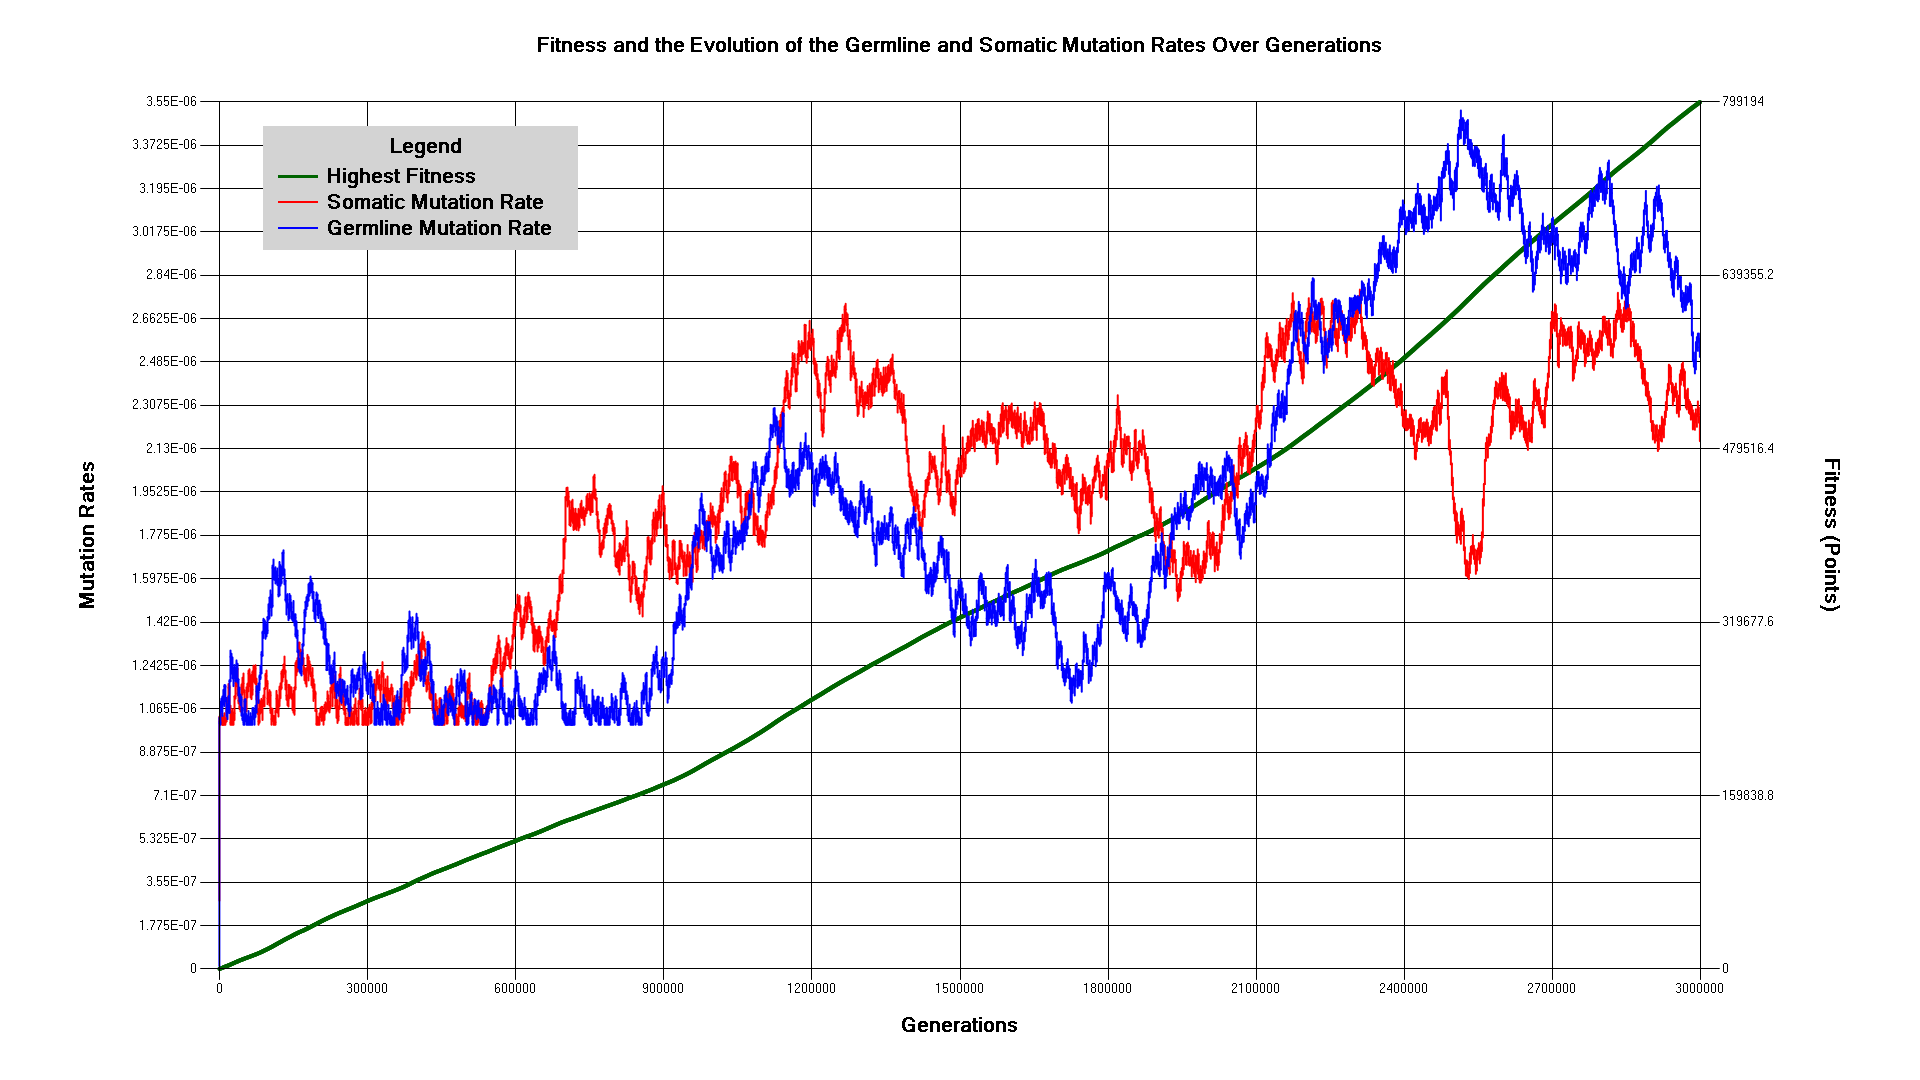 Fitness and the Evolution of the Germline and Somatic Mutation Rates Over Generations
Legend
Highest Fitness
Somatic Mutation Rate
Germline Mutation Rate
Mutation Rates
3.55E-06
3.3725E-06
3.195E-06
3.0175E-06
2.84E-06
2.6625E-06
2.485E-06
2.3075E-06
2.13E-06
1.9525E-06
1.775E-06
1.5975E-06
1.42E-06
1.2425E-06
1.065E-06
8.875E-07
7.1E-07
5.325E-07
3.55E-07
1.775E-07
0
799194
639355.2
479516.4
319677.6
159838.8
0
Fitness (Points)
0 300000 600000 900000 1200000 1500000 1800000 2100000 2400000 2700000 3000000
Generations